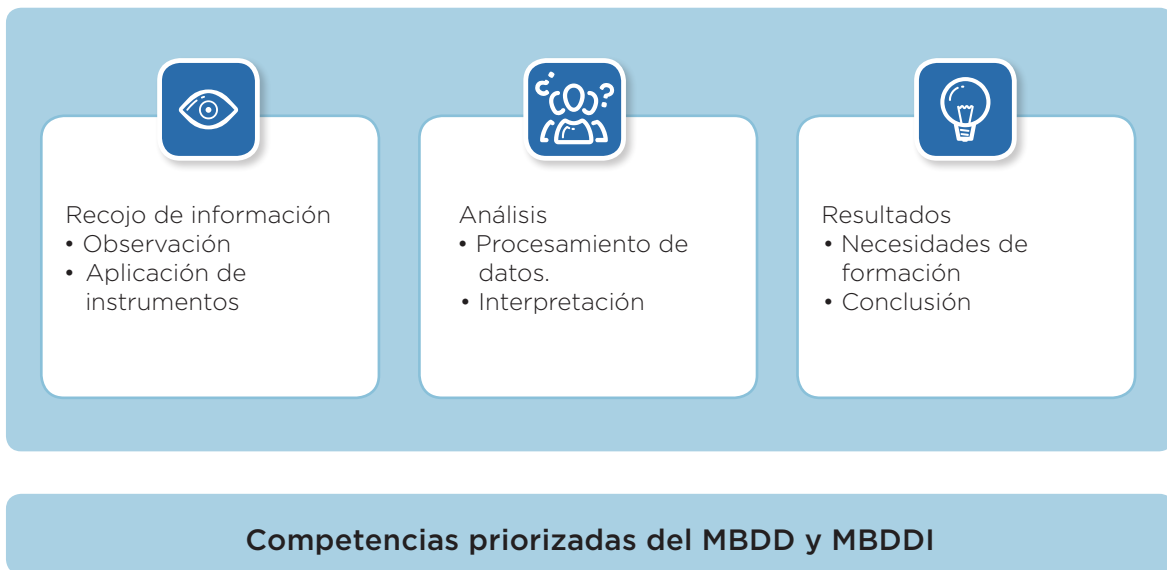 Recojo de información
• Observación
• Aplicación de
instrumentos
Análisis
• Procesamiento de
datos.
• Interpretación
Resultados
• Necesidades de
formación
• Conclusión
Competencias priorizadas del MBDD y MBDDI